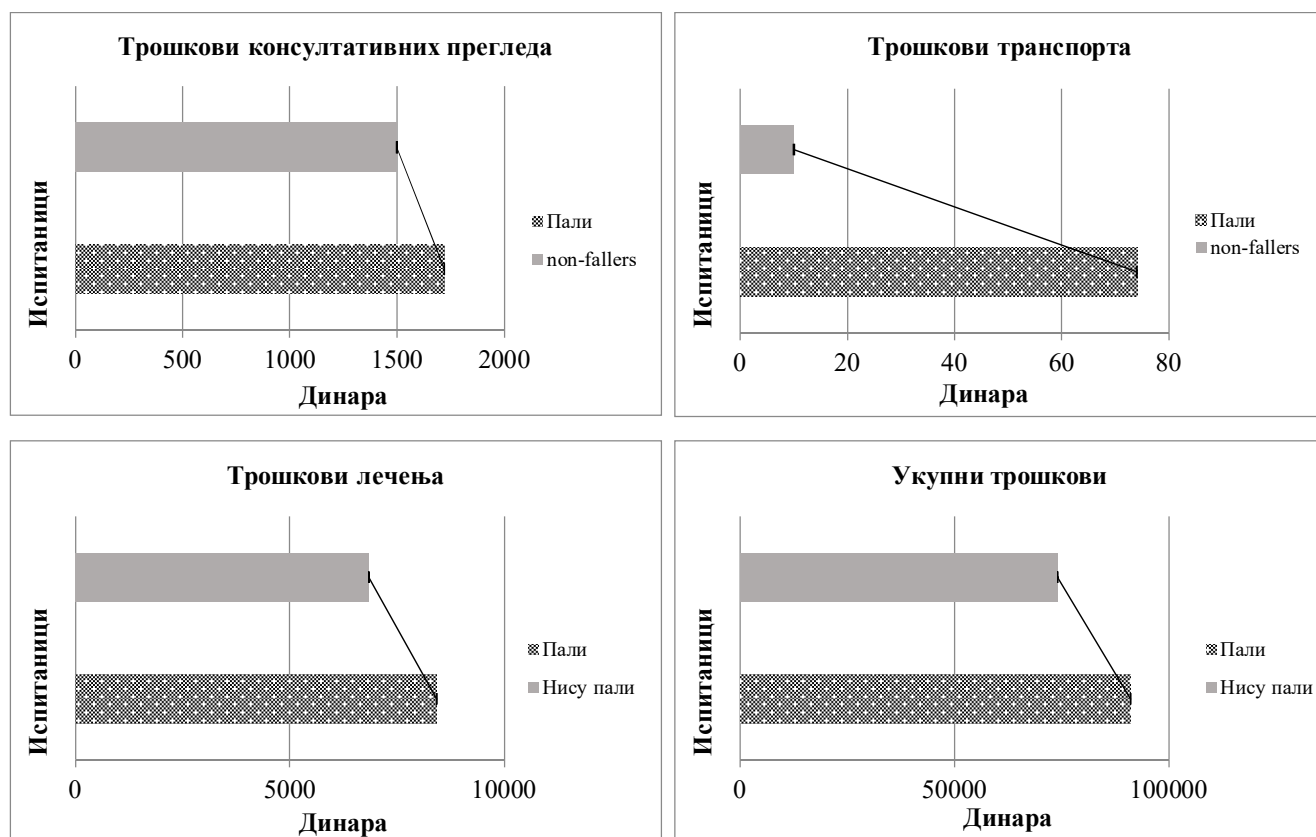 Трошкови консултативних прегледа
Испитаници
Пали
non-fallers
0 500 1000 1500 2000
Динара
Трошкови транспорта
Испитаници
Пали
non-fallers
0 20 40 60 80
Динара
Трошкови лечења
Испитаници
Пали
Нису пали
0 5000 10000
Динара
Укупни трошкови
Испитаници
Пали
Нису пали
0 50000 100000
Динара